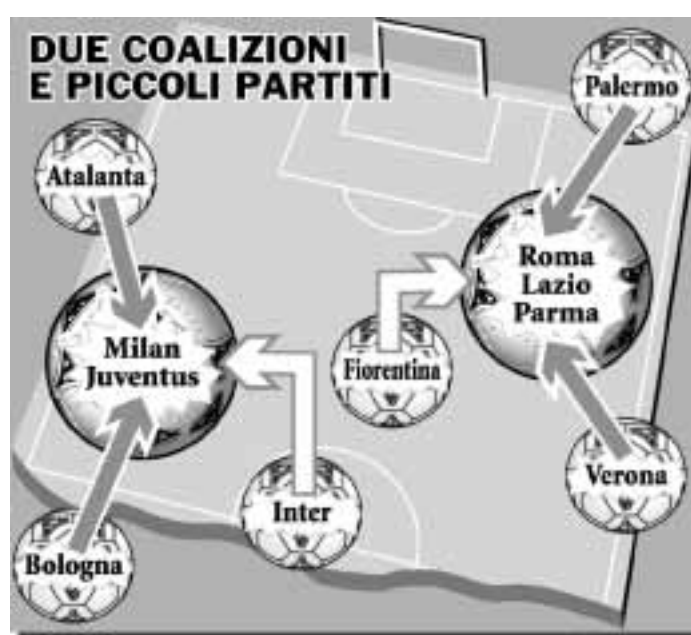 DUE COALIZIONI
E PICCOLI PARTITI
Palermo
Atalanta
Roma
Lazio
Parma
Milan
Juventus
Fiorentina
Verona
Inter
Bologna